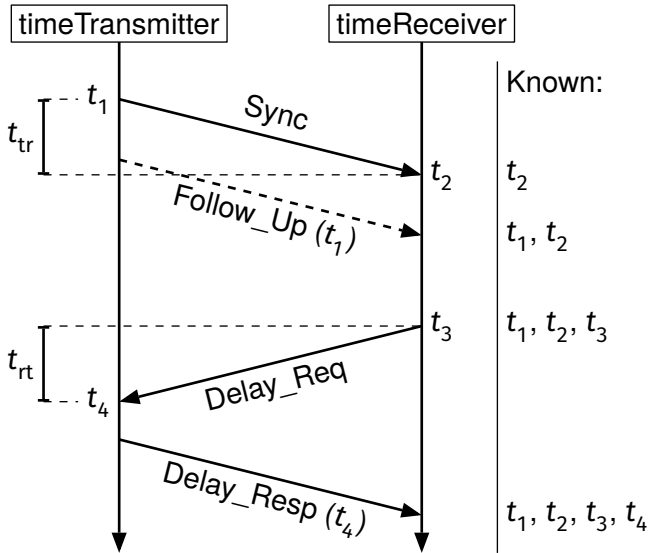 timeTransmitter timeReceiver
Known:
t1
Sync
ttr
t2 t2
Follow_Up (t1)
t1, t2
t3 t1, t2, t3
trt
Delay_Req
t4
Delay_Resp (t4)
t1, t2, t3, t4